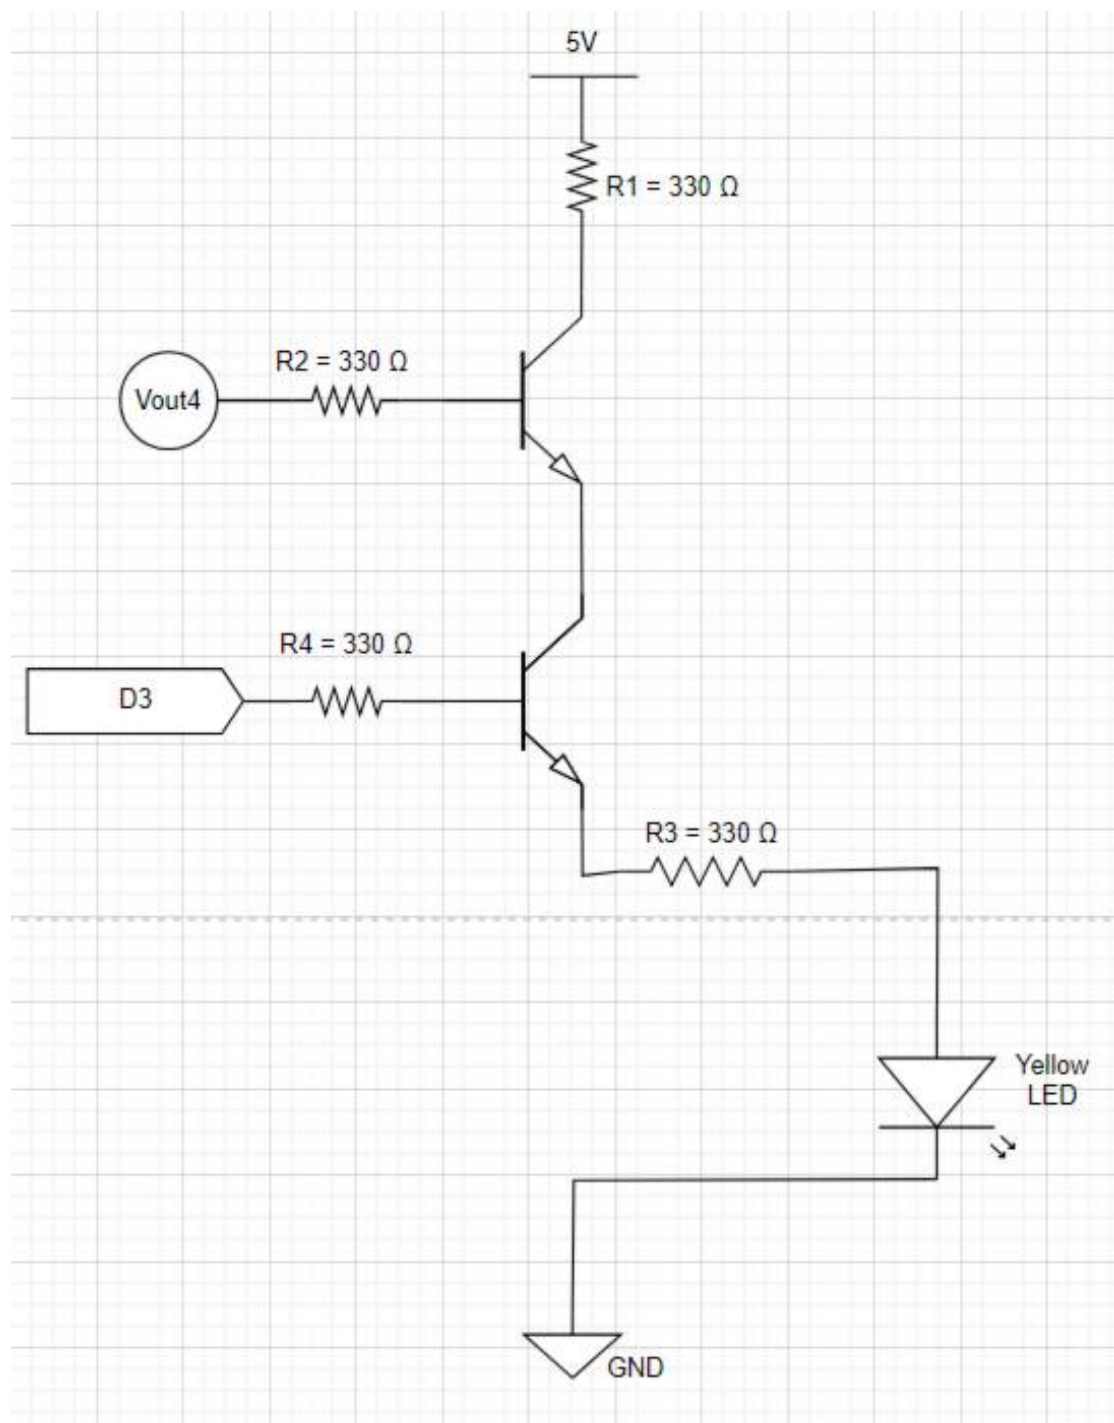 5V
R1 = 330 Ω
R2 = 330 Ω
Vout4
R4 = 330 Ω
D3
R3 = 330 Ω
Yellow
LED
GND